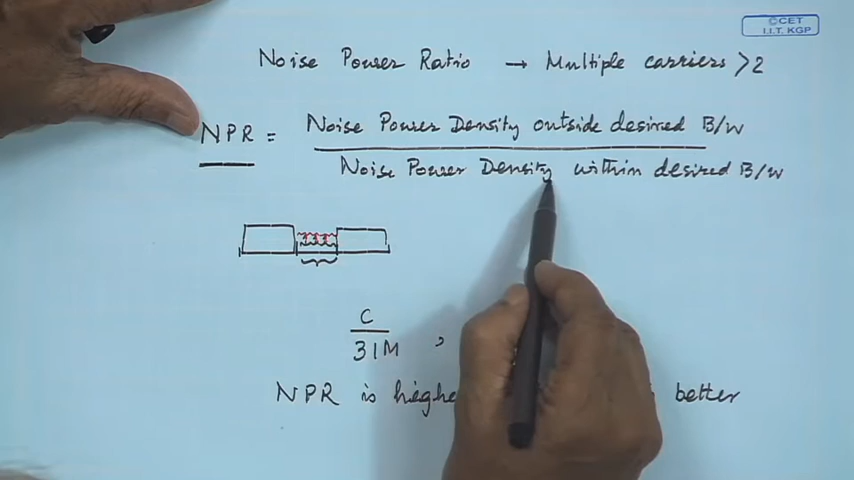 ©CET
I.I.T. KGP
Noise Power Ratio → Multiple carriers >2
NPR = Noise Power Density outside desired B/W
Noise Power Density within desired B/W
C
3IM ,
NPR is highe better